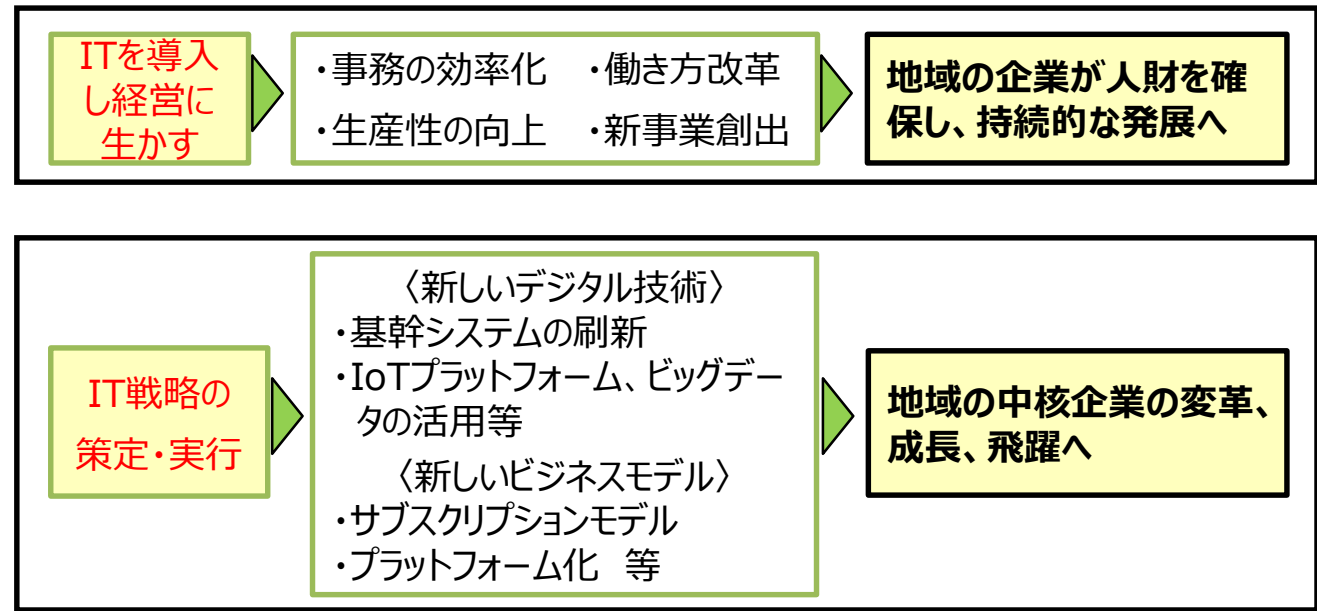 ITを導入
し経営に
生かす
・事務の効率化　・働き方改革
・生産性の向上　・新事業創出
地域の企業が人財を確
保し、持続的な発展へ
IT戦略の
策定・実行
〈新しいデジタル技術〉
・基幹システムの刷新
・IoTプラットフォーム、ビッグデー
タの活用等
〈新しいビジネスモデル〉
・サブスクリプションモデル
・プラットフォーム化　等
地域の中核企業の変革、
成長、飛躍へ